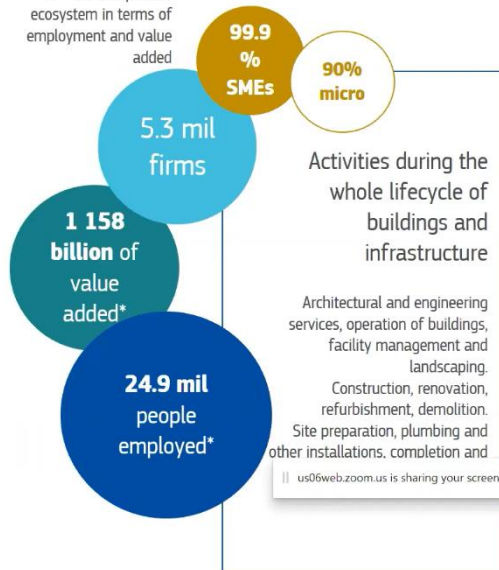 ecosystem in terms of
employment and value
added
99.9
%
SMEs
90%
micro
5.3 mil
firms
1 158
billion of
value
added*
24.9 mil
people
employed*
Activities during the
whole lifecycle of
buildings and
infrastructure
Architectural and engineering
services, operation of buildings,
facility management and
landscaping.
Construction, renovation,
refurbishment, demolition.
Site preparation, plumbing and
other installations, completion and
us06web.zoom.us is sharing your screen